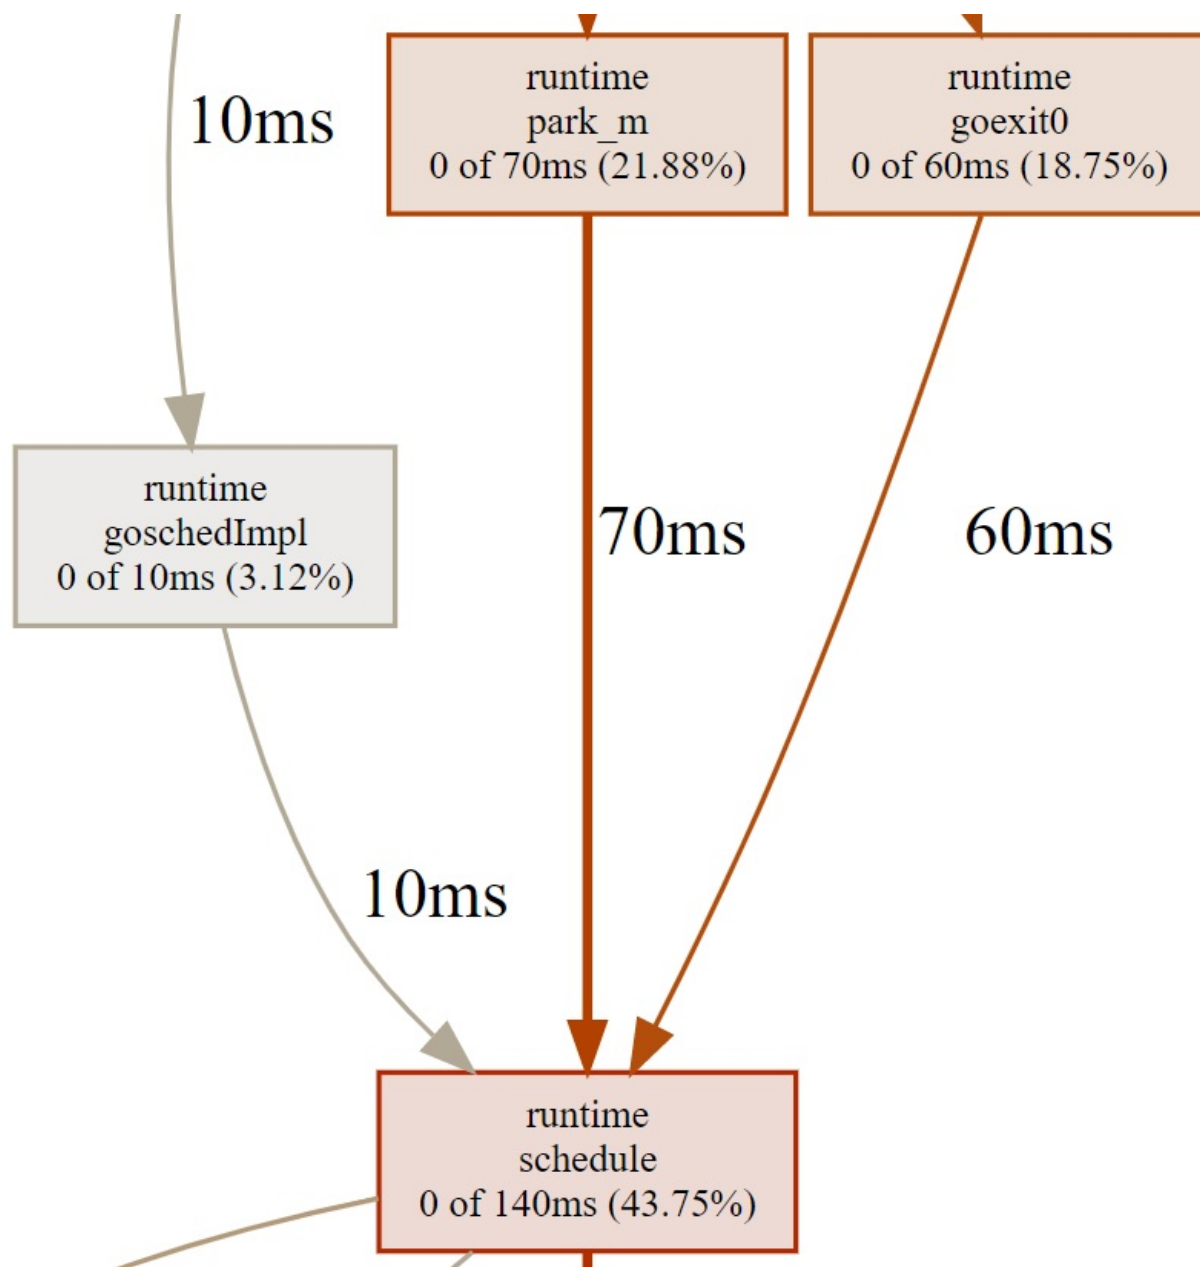 10ms
runtime
park_m
0 of 70ms (21.88%)
runtime
goexit0
0 of 60ms (18.75%)
runtime
goschedImpl
0 of 10ms (3.12%)
70ms
60ms
10ms
runtime
schedule
0 of 140ms (43.75%)